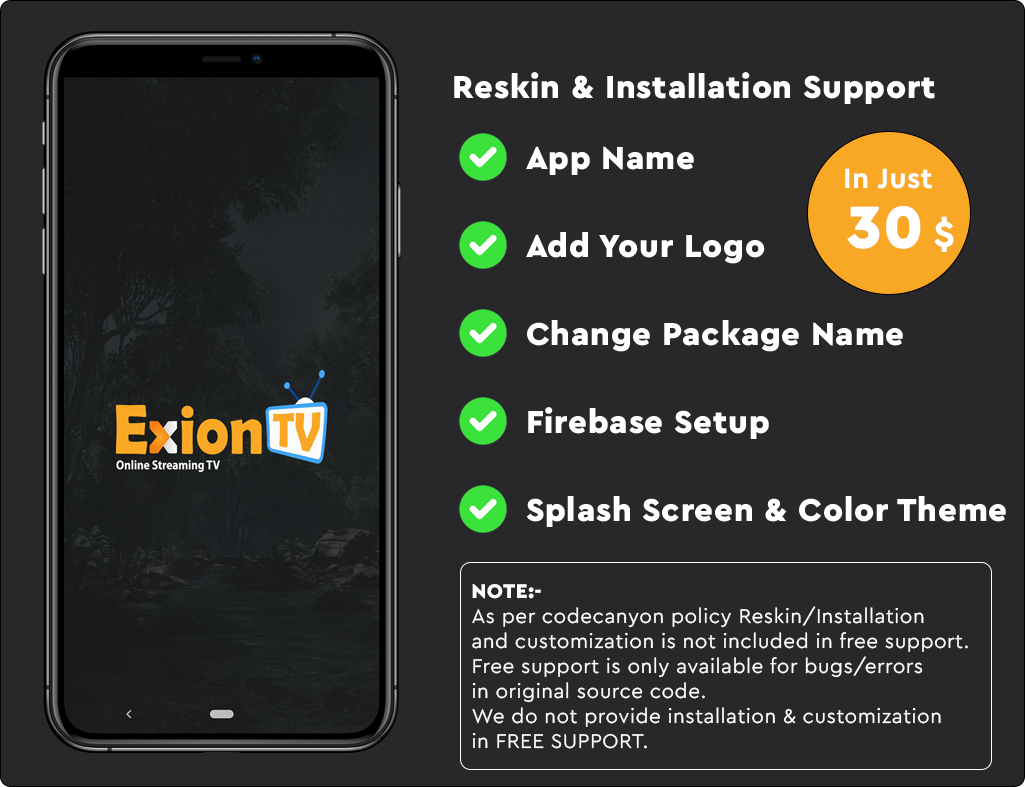 Reskin & Installation Support
App Name
In Just
30 $
Add Your Logo
Change Package Name
Exion TV
Online Streaming TV
Firebase Setup
Splash Screen & Color Theme
NOTE:-
As per codecanyon policy Reskin/Installation
and customization is not included in free support.
Free support is only available for bugs/errors
in original source code.
We do not provide installation & customization
in FREE SUPPORT.